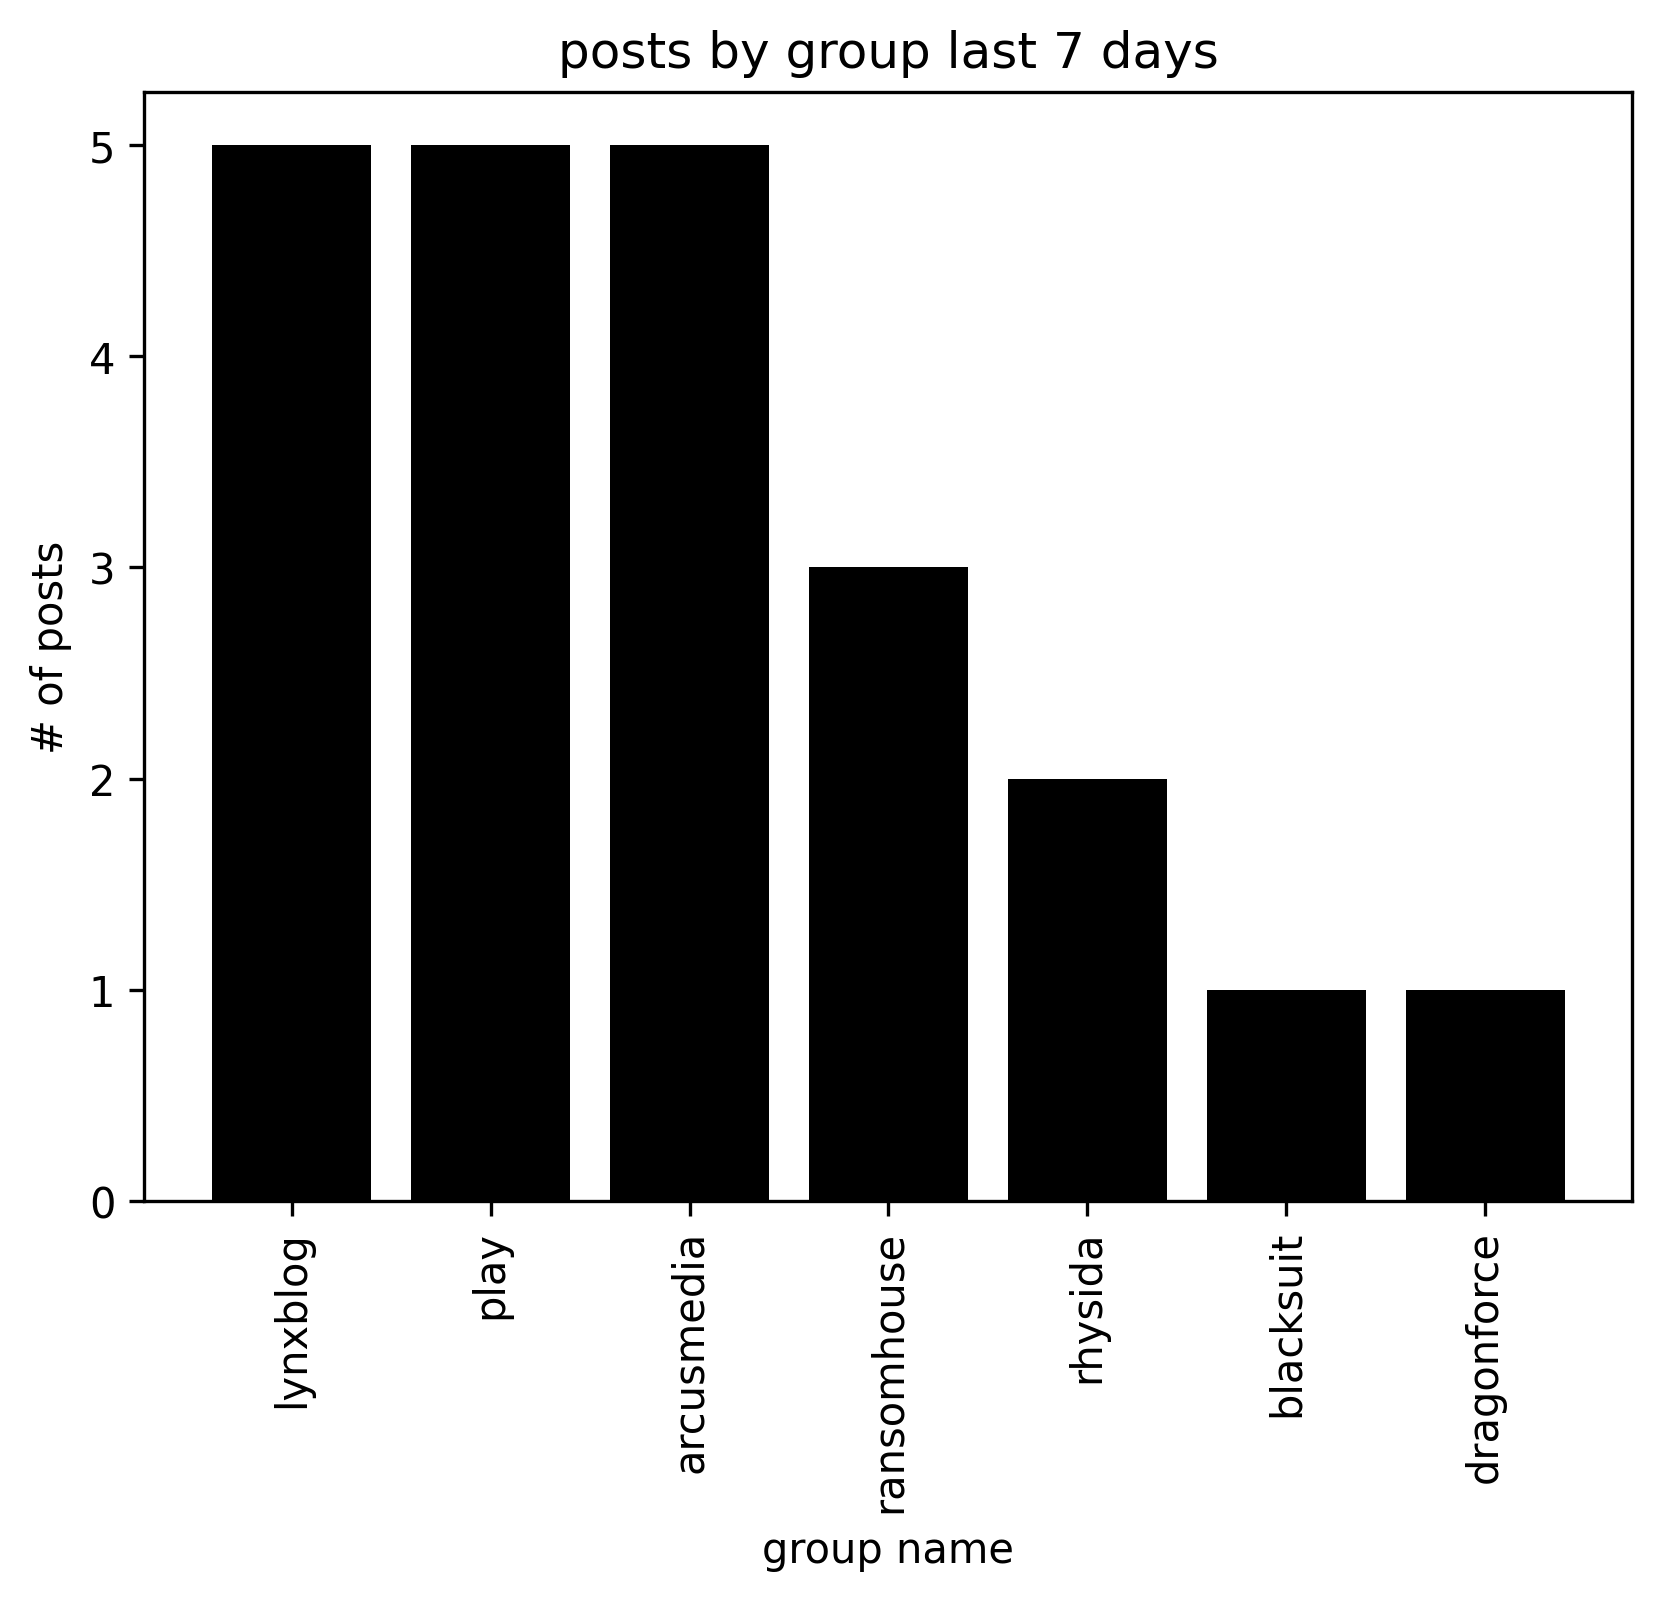 posts by group last 7 days
# of posts
5
4
3
2
1
0
lynxblog
play
arcusmedia
ransomhouse
rhysida
blacksuit
dragonforce
group name